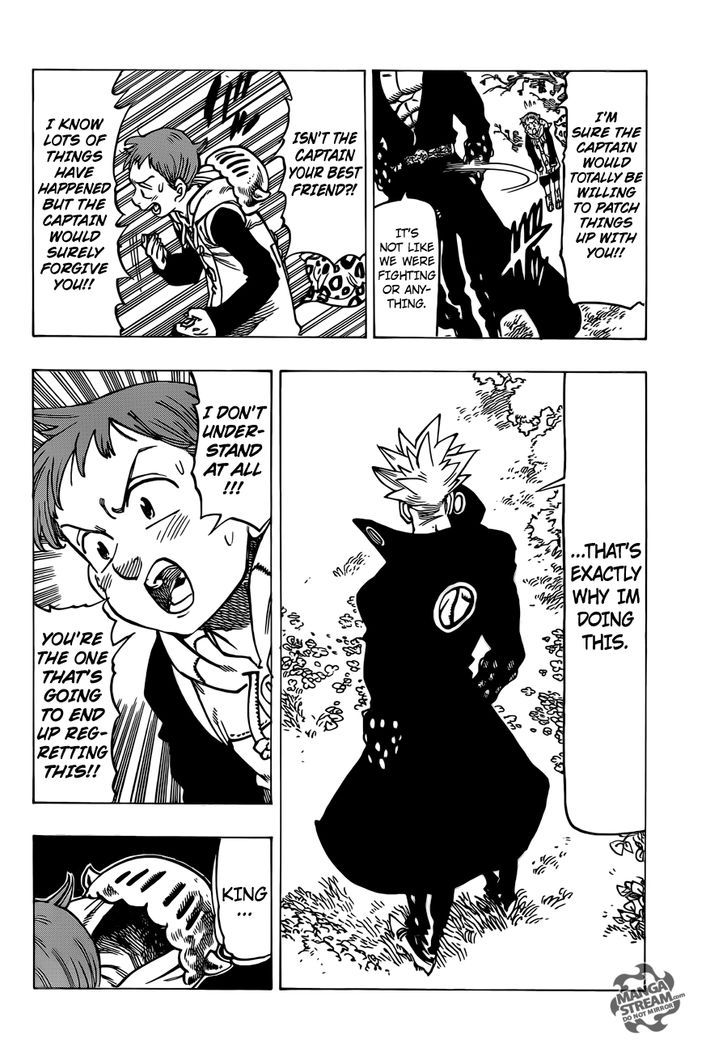 I'M
SURE THE
CAPTAIN
WOULD
TOTALLY BE
WILLING
TO PATCH
THINGS
UP WITH
YOU!!
IT'S
NOT LIKE
WE WERE
FIGHTING
OR ANY-
THING.
ISN'T THE
CAPTAIN
YOUR BEST
FRIEND?!
I KNOW
LOTS OF
THINGS
HAVE
HAPPENED
BUT THE
CAPTAIN
WOULD
SURELY
FORGIVE
YOU!!
...THAT'S
EXACTLY
WHY IM
DOING
THIS.
I DON'T
UNDER-
STAND
AT ALL
!!!
YOU'RE
THE ONE
THAT'S
GOING
TO END
UP REG-
RETTING
THIS!!
KING
...
MANGA
STREAM.com
DO NOT MIRROR